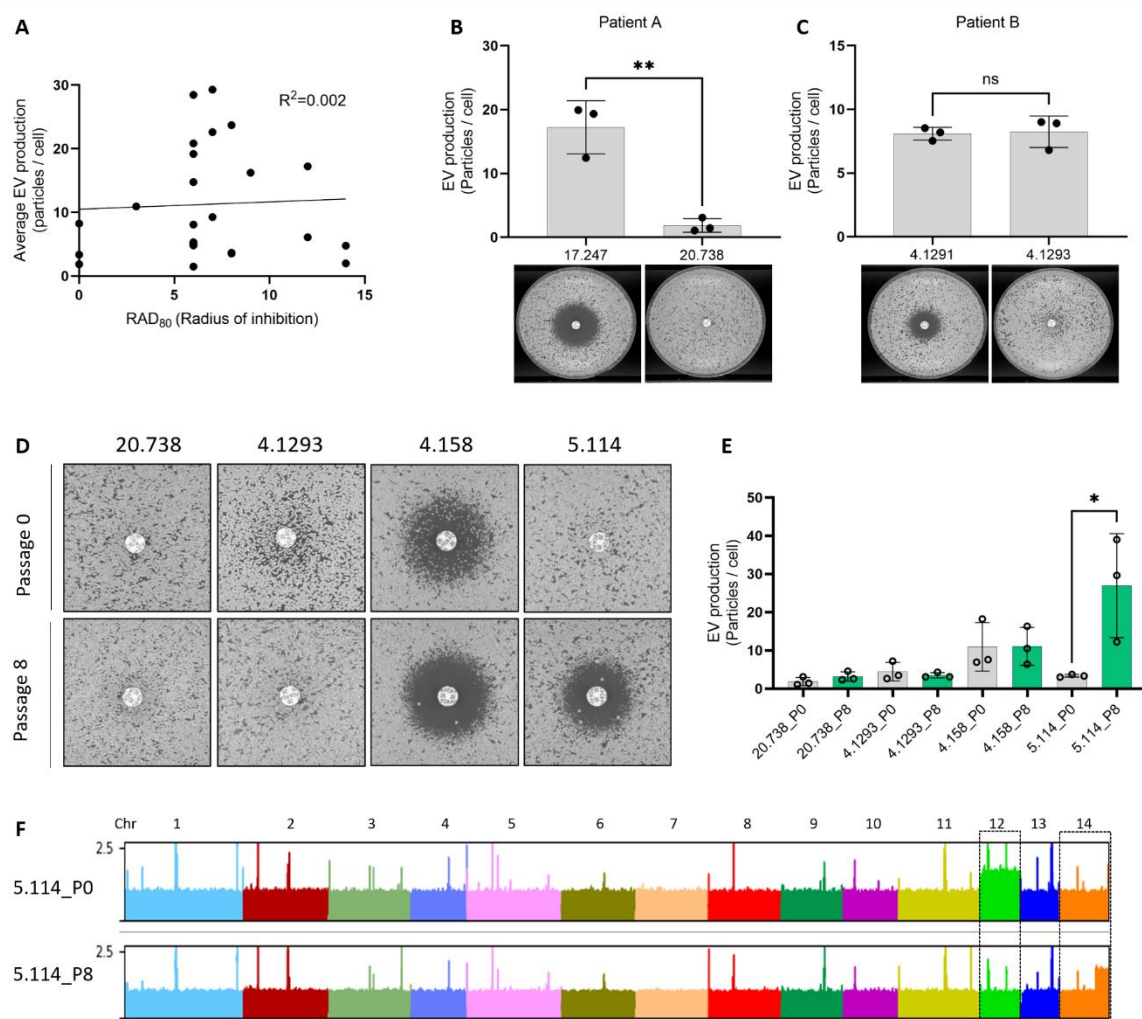 A
Average EV production
(particles / cell)
30
20
10
0
R²=0.002
0
5
10
15
RAD₈₀ (Radius of inhibition)
B
Patient A
EV production
(Particles / cell)
30
20
10
0
**
17.247
20.738
C
Patient B
EV production
(Particles / cell)
15
10
5
0
ns
4.1291
4.1293
D
20.738
4.1293
4.158
5.114
Passage 0
Passage 8
E
EV production
(Particles / cell)
50
40
30
20
10
0
*
20.738_P0
20.738_P8
4.1293_P0
4.1293_P8
4.158_P0
4.158_P8
5.114_P0
5.114_P8
F
Chr 1 2 3 4 5 6 7 8 9 10 11 12 13 14
2.5
5.114_P0
2.5
5.114_P8